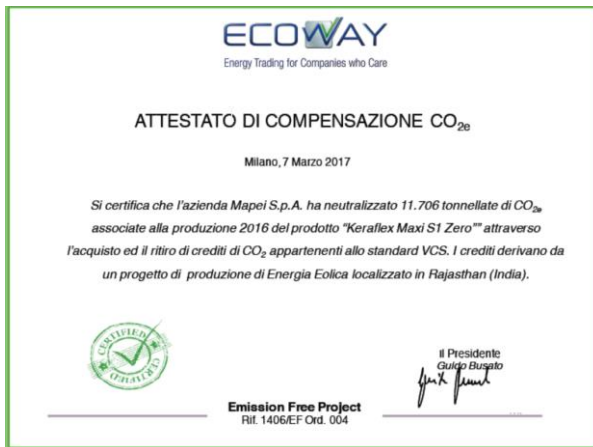 ECOWAY
Energy Trading for Companies who Care
ATTESTATO DI COMPENSAZIONE CO2e
Milano, 7 Marzo 2017
Si certifica che l'azienda Mapei S.p.A. ha neutralizzato 11.706 tonnellate di CO2e
associate alla produzione 2016 del prodotto "Keraflex Maxi S1 Zero"" attraverso
l'acquisto ed il ritiro di crediti di CO2 appartenenti allo standard VCS. I crediti derivano da
un progetto di produzione di Energia Eolica localizzato in Rajasthan (India).
CERTIFIED
CERTIFIED
Il Presidente
Guido Busato
Emission Free Project
Rif. 1406/EF Ord. 004